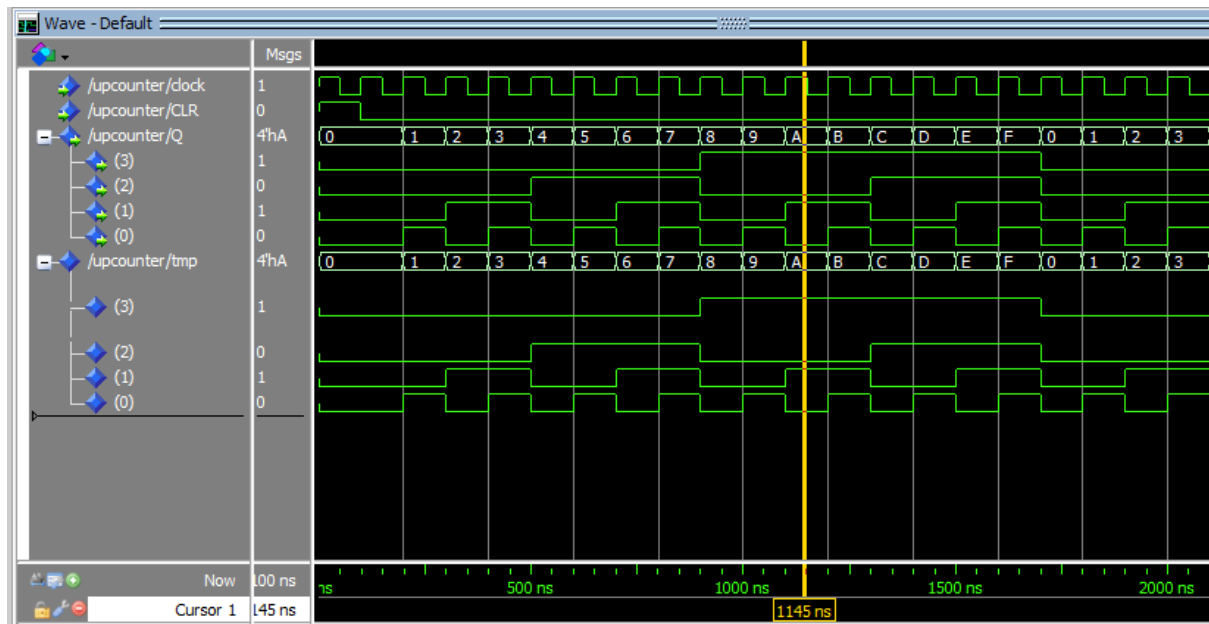 Wave - Default
Msgs
/upcounter/clock 1
/upcounter/CLR 0
/upcounter/Q 4'hA 0 1 2 3 4 5 6 7 8 9 A B C D E F 0 1 2 3
(3) 1
(2) 0
(1) 1
(0) 0
/upcounter/tmp 4'hA 0 1 2 3 4 5 6 7 8 9 A B C D E F 0 1 2 3
(3) 1
(2) 0
(1) 1
(0) 0
Now 100 ns ns 500 ns 1000 ns 1500 ns 2000 ns
Cursor 1 145 ns 1145 ns